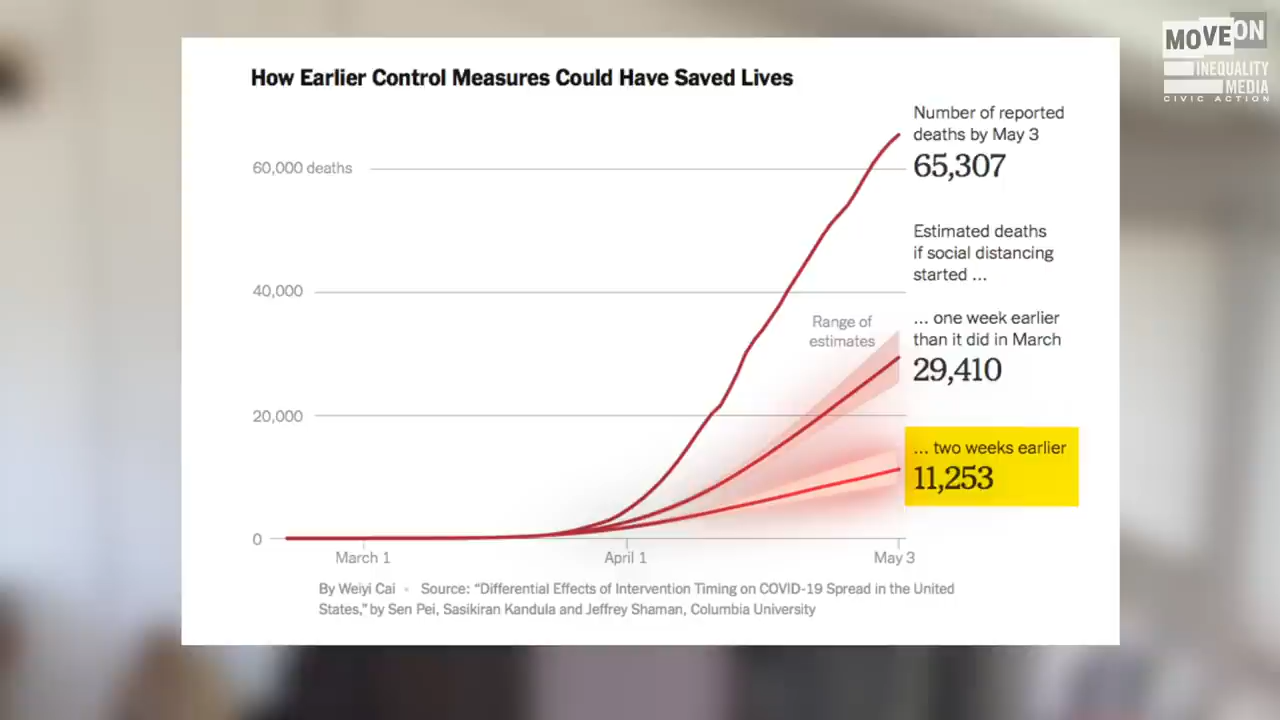 MOVEON
INEQUALITY
MEDIA
CIVIC ACTION
How Earlier Control Measures Could Have Saved Lives
Number of reported
deaths by May 3
65,307
60,000 deaths
Estimated deaths
if social distancing
started ...
40,000
Range of
estimates
... one week earlier
than it did in March
29,410
20,000
... two weeks earlier
11,253
0
March 1
April 1
May 3
By Weiyi Cai • Source: “Differential Effects of Intervention Timing on COVID-19 Spread in the United
States,” by Sen Pei, Sasikiran Kandula and Jeffrey Shaman, Columbia University